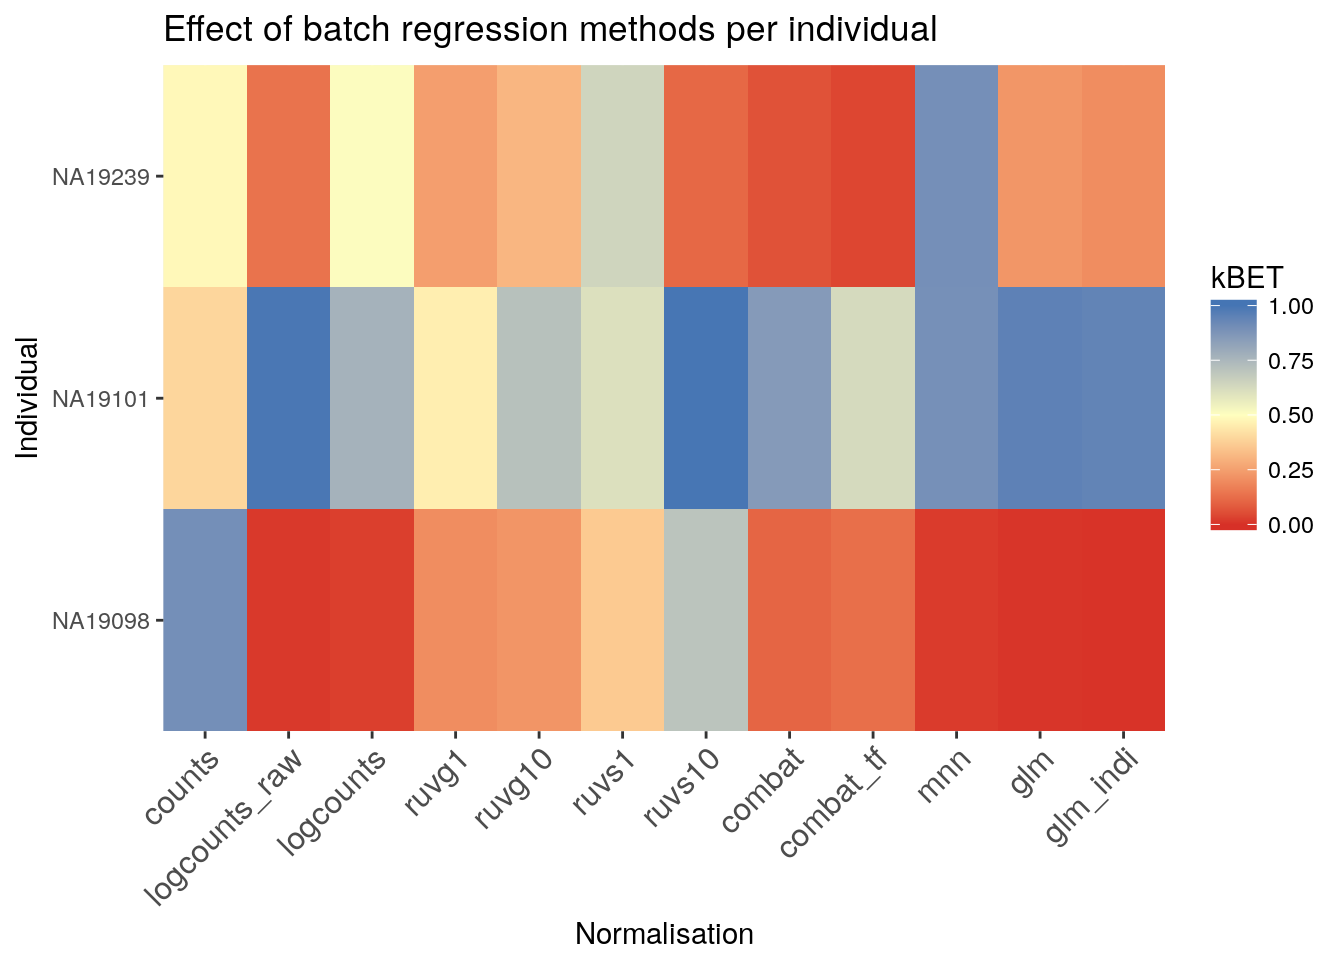 Effect of batch regression methods per individual
NA19239
NA19101
NA19098
Individual
counts
logcounts_raw
logcounts
ruvg1
ruvg10
ruvs1
ruvs10
combat
combat_tf
mnn
glm
glm_indi
Normalisation
kBET
1.00
0.75
0.50
0.25
0.00